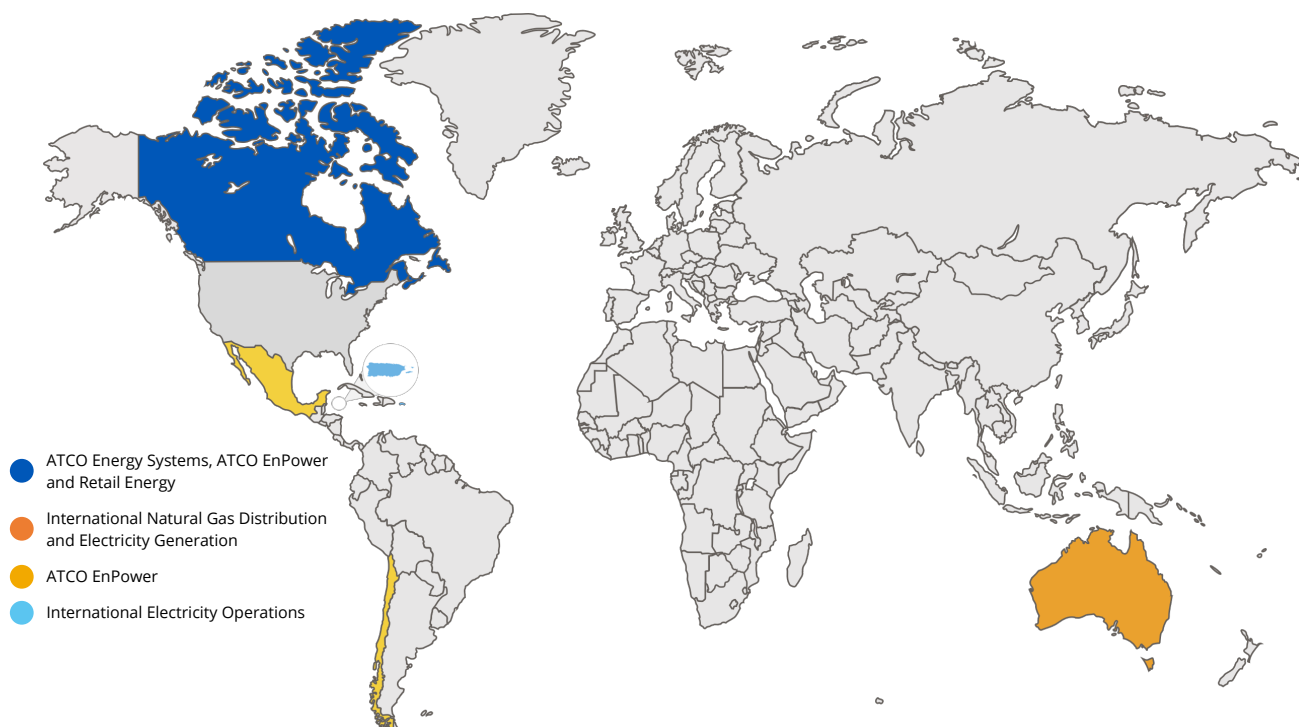 ATCO Energy Systems, ATCO EnPower
and Retail Energy
International Natural Gas Distribution
and Electricity Generation
ATCO EnPower
International Electricity Operations